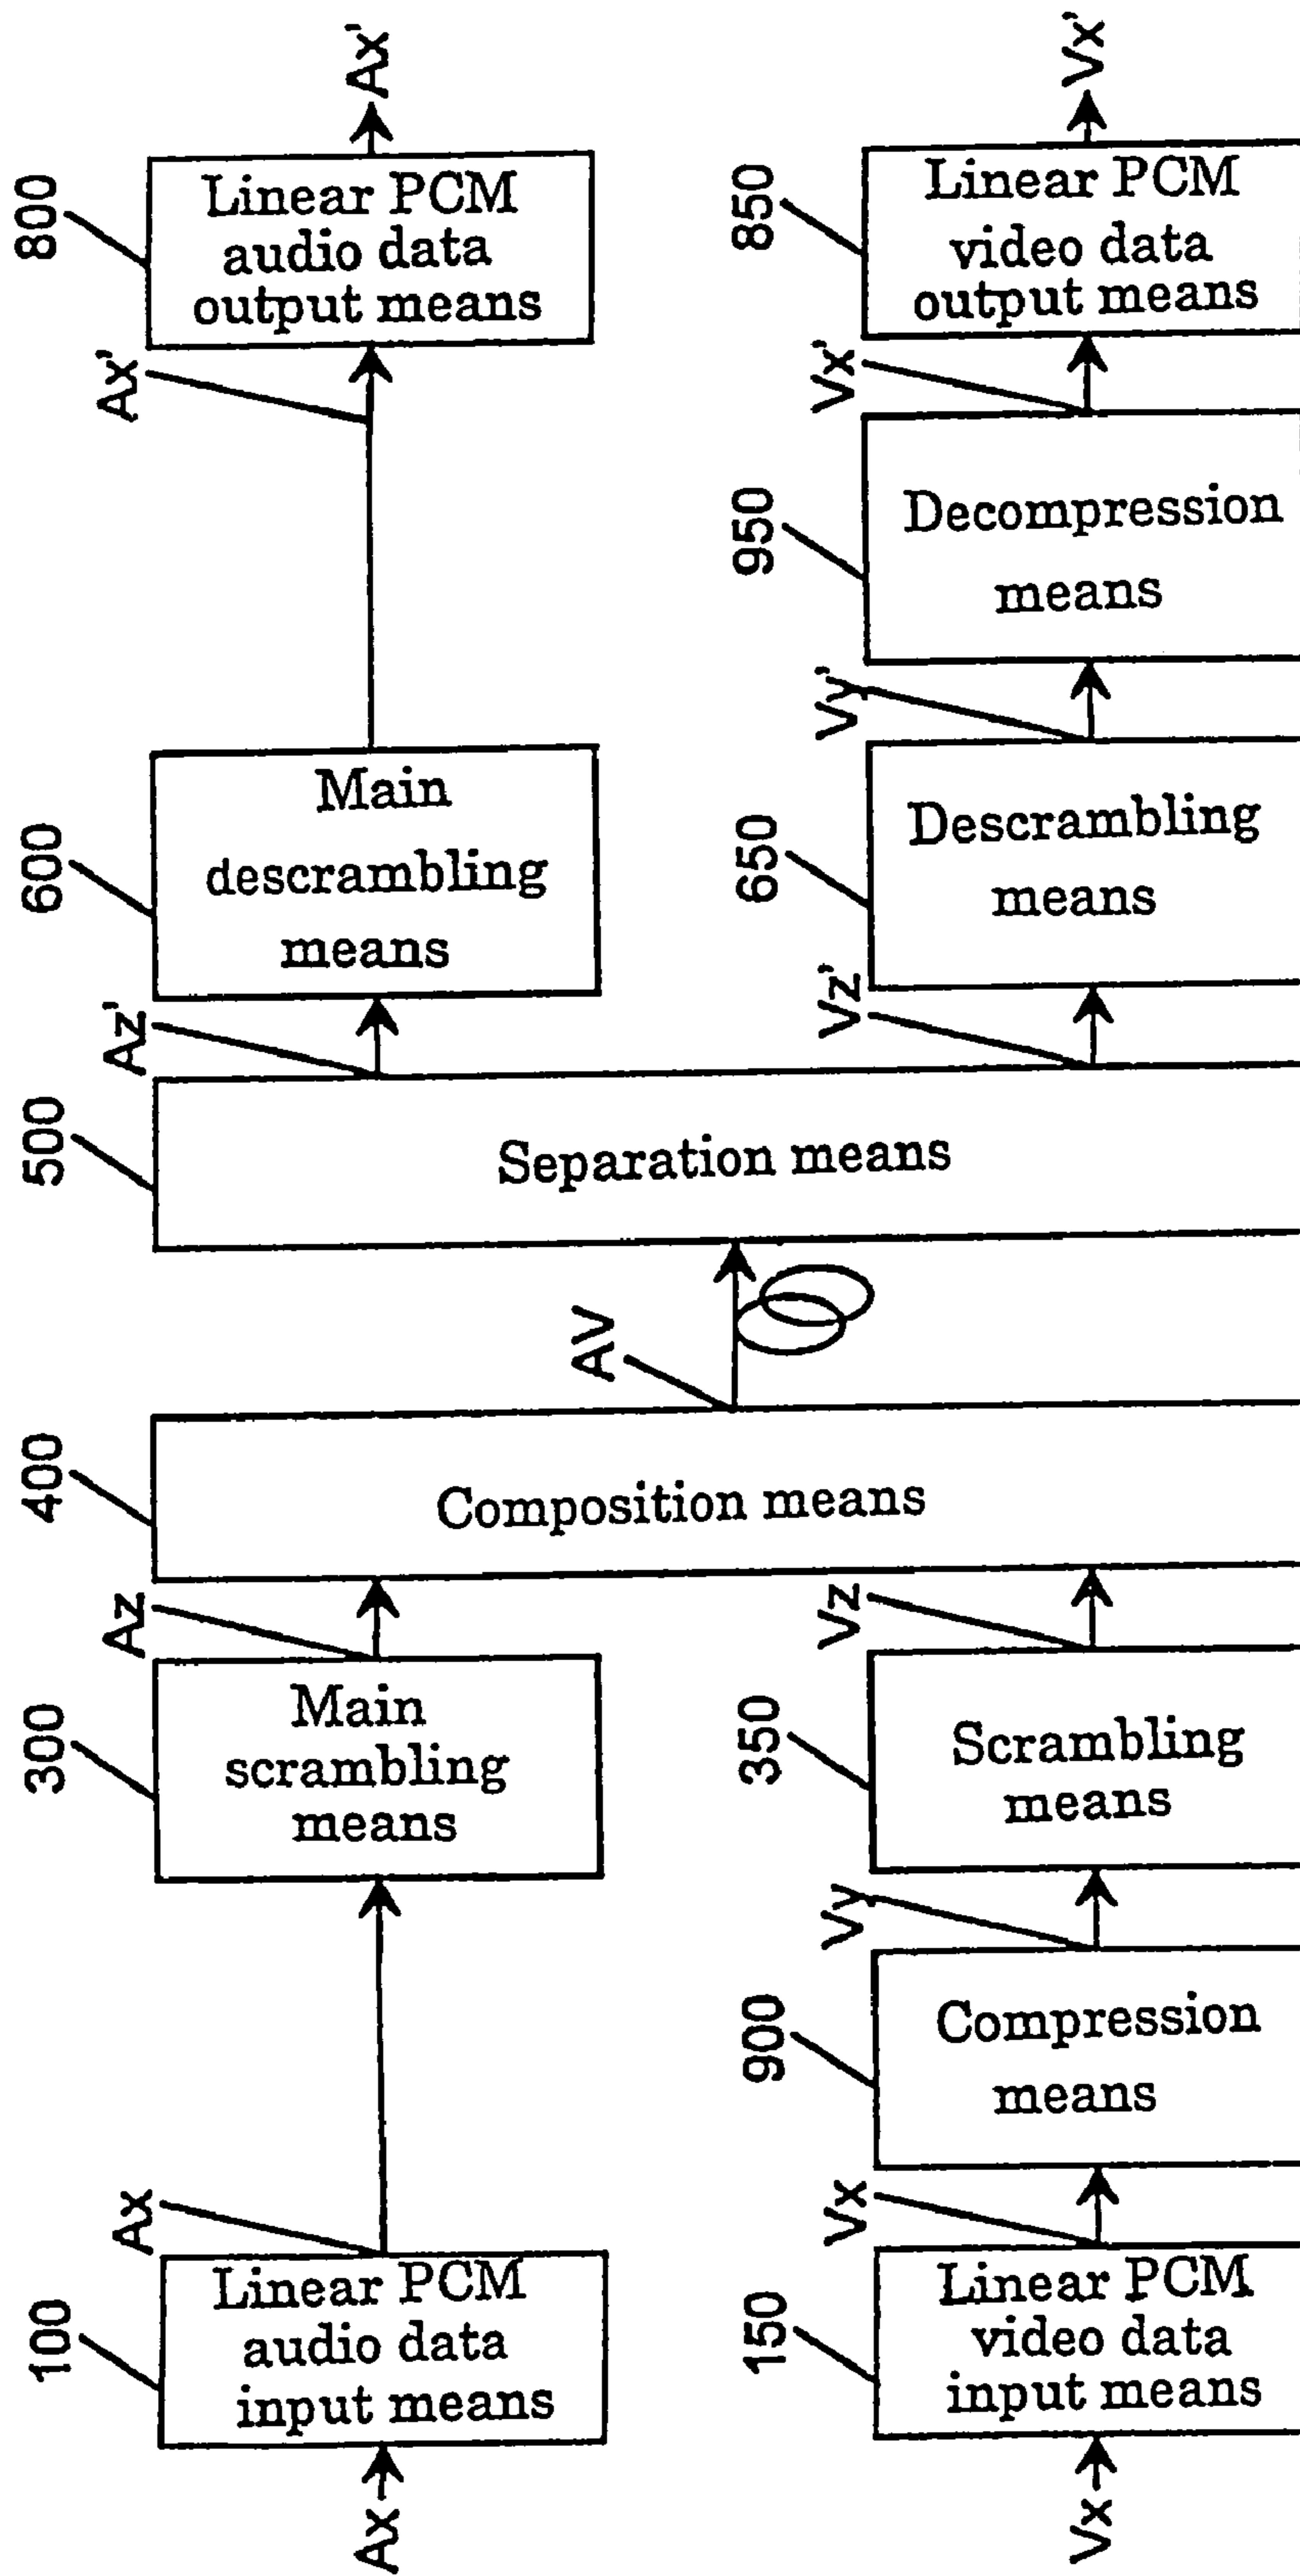 800
Ax'
Linear PCM
audio data
output means
Ax'
850
Vx'
Linear PCM
video data
output means
Vx'
950
Decompression
means
Vy'
600
Main
descrambling
means
Az'
650
Descrambling
means
Vz'
500
Separation means
AV
400
Composition means
Az
Vz
300
Main
scrambling
means
350
Scrambling
means
Vy
900
Compression
means
Ax
Vx
100
Linear PCM
audio data
input means
Ax
150
Linear PCM
video data
input means
Vx